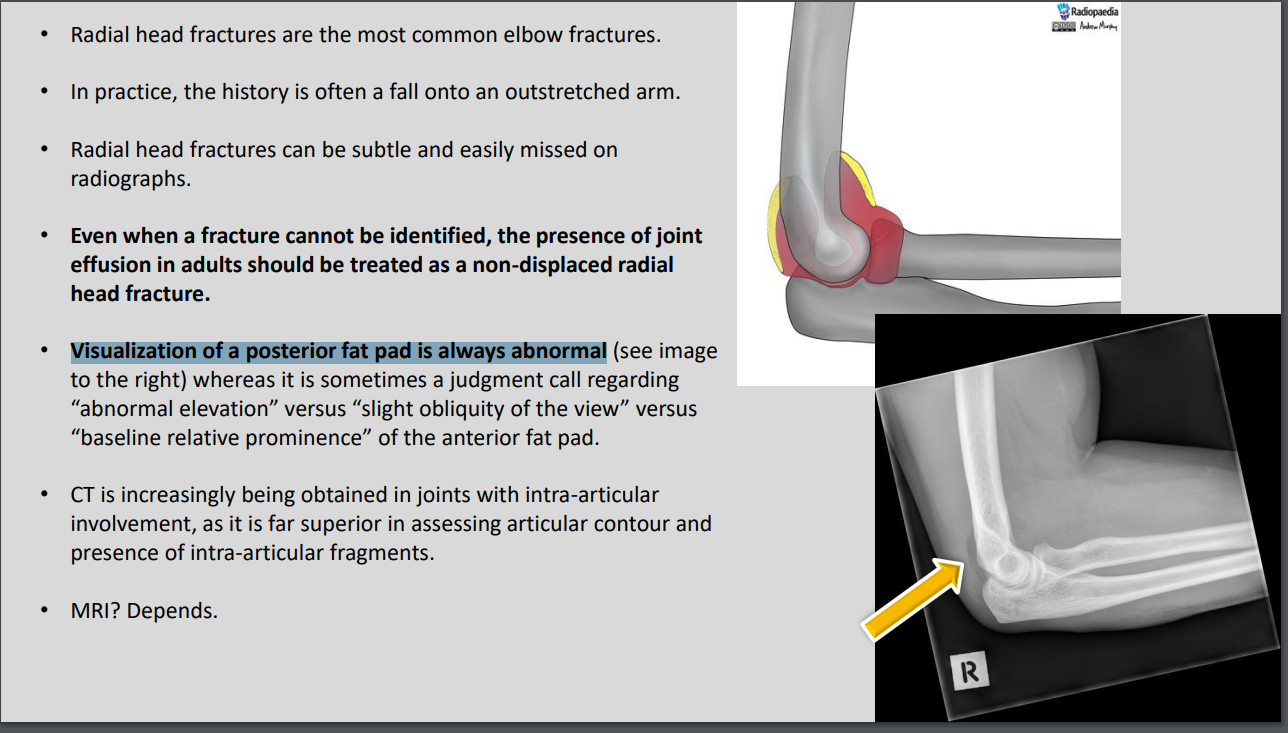 • Radial head fractures are the most common elbow fractures.
• In practice, the history is often a fall onto an outstretched arm.
• Radial head fractures can be subtle and easily missed on
radiographs.
• Even when a fracture cannot be identified, the presence of joint
effusion in adults should be treated as a non-displaced radial
head fracture.
• Visualization of a posterior fat pad is always abnormal (see image
to the right) whereas it is sometimes a judgment call regarding
“abnormal elevation” versus “slight obliquity of the view” versus
“baseline relative prominence” of the anterior fat pad.
• CT is increasingly being obtained in joints with intra-articular
involvement, as it is far superior in assessing articular contour and
presence of intra-articular fragments.
• MRI? Depends.
Radiopaedia
Andrew Murphy
R